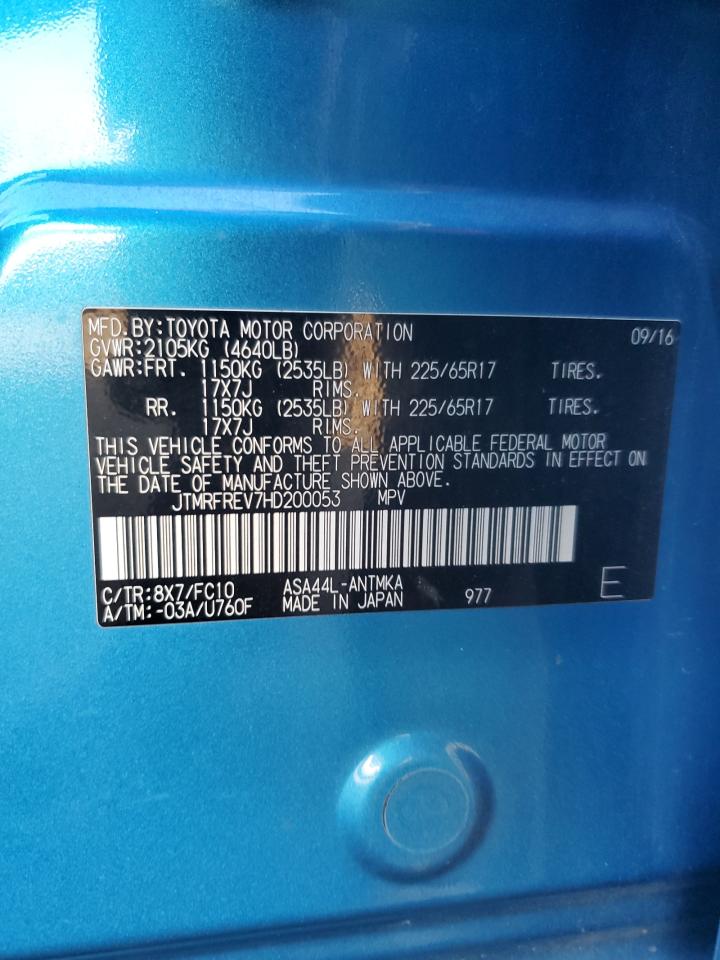 MFD.BY:TOYOTA MOTOR CORPORATION 09/16
GVWR:2105KG (4640LB)
GAWR:FRT. 1150KG (2535LB) WITH 225/65R17 TIRES.
17X7J RIMS.
RR. 1150KG (2535LB) WITH 225/65R17 TIRES.
17X7J RIMS.
THIS VEHICLE CONFORMS TO ALL APPLICABLE FEDERAL MOTOR
VEHICLE SAFETY AND THEFT PREVENTION STANDARDS IN EFFECT ON
THE DATE OF MANUFACTURE SHOWN ABOVE.
JTMRFREV7HD200053 MPV
C/TR:8X7/FC10 ASA44L-ANTMKA
A/TM:-03A/U760F MADE IN JAPAN 977 E